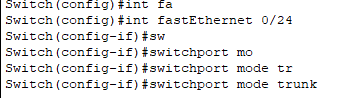 Switch(config)#int fa
Switch(config)#int fastEthernet 0/24
Switch(config-if)#sw
Switch(config-if)#switchport mo
Switch(config-if)#switchport mode tr
Switch(config-if)#switchport mode trunk